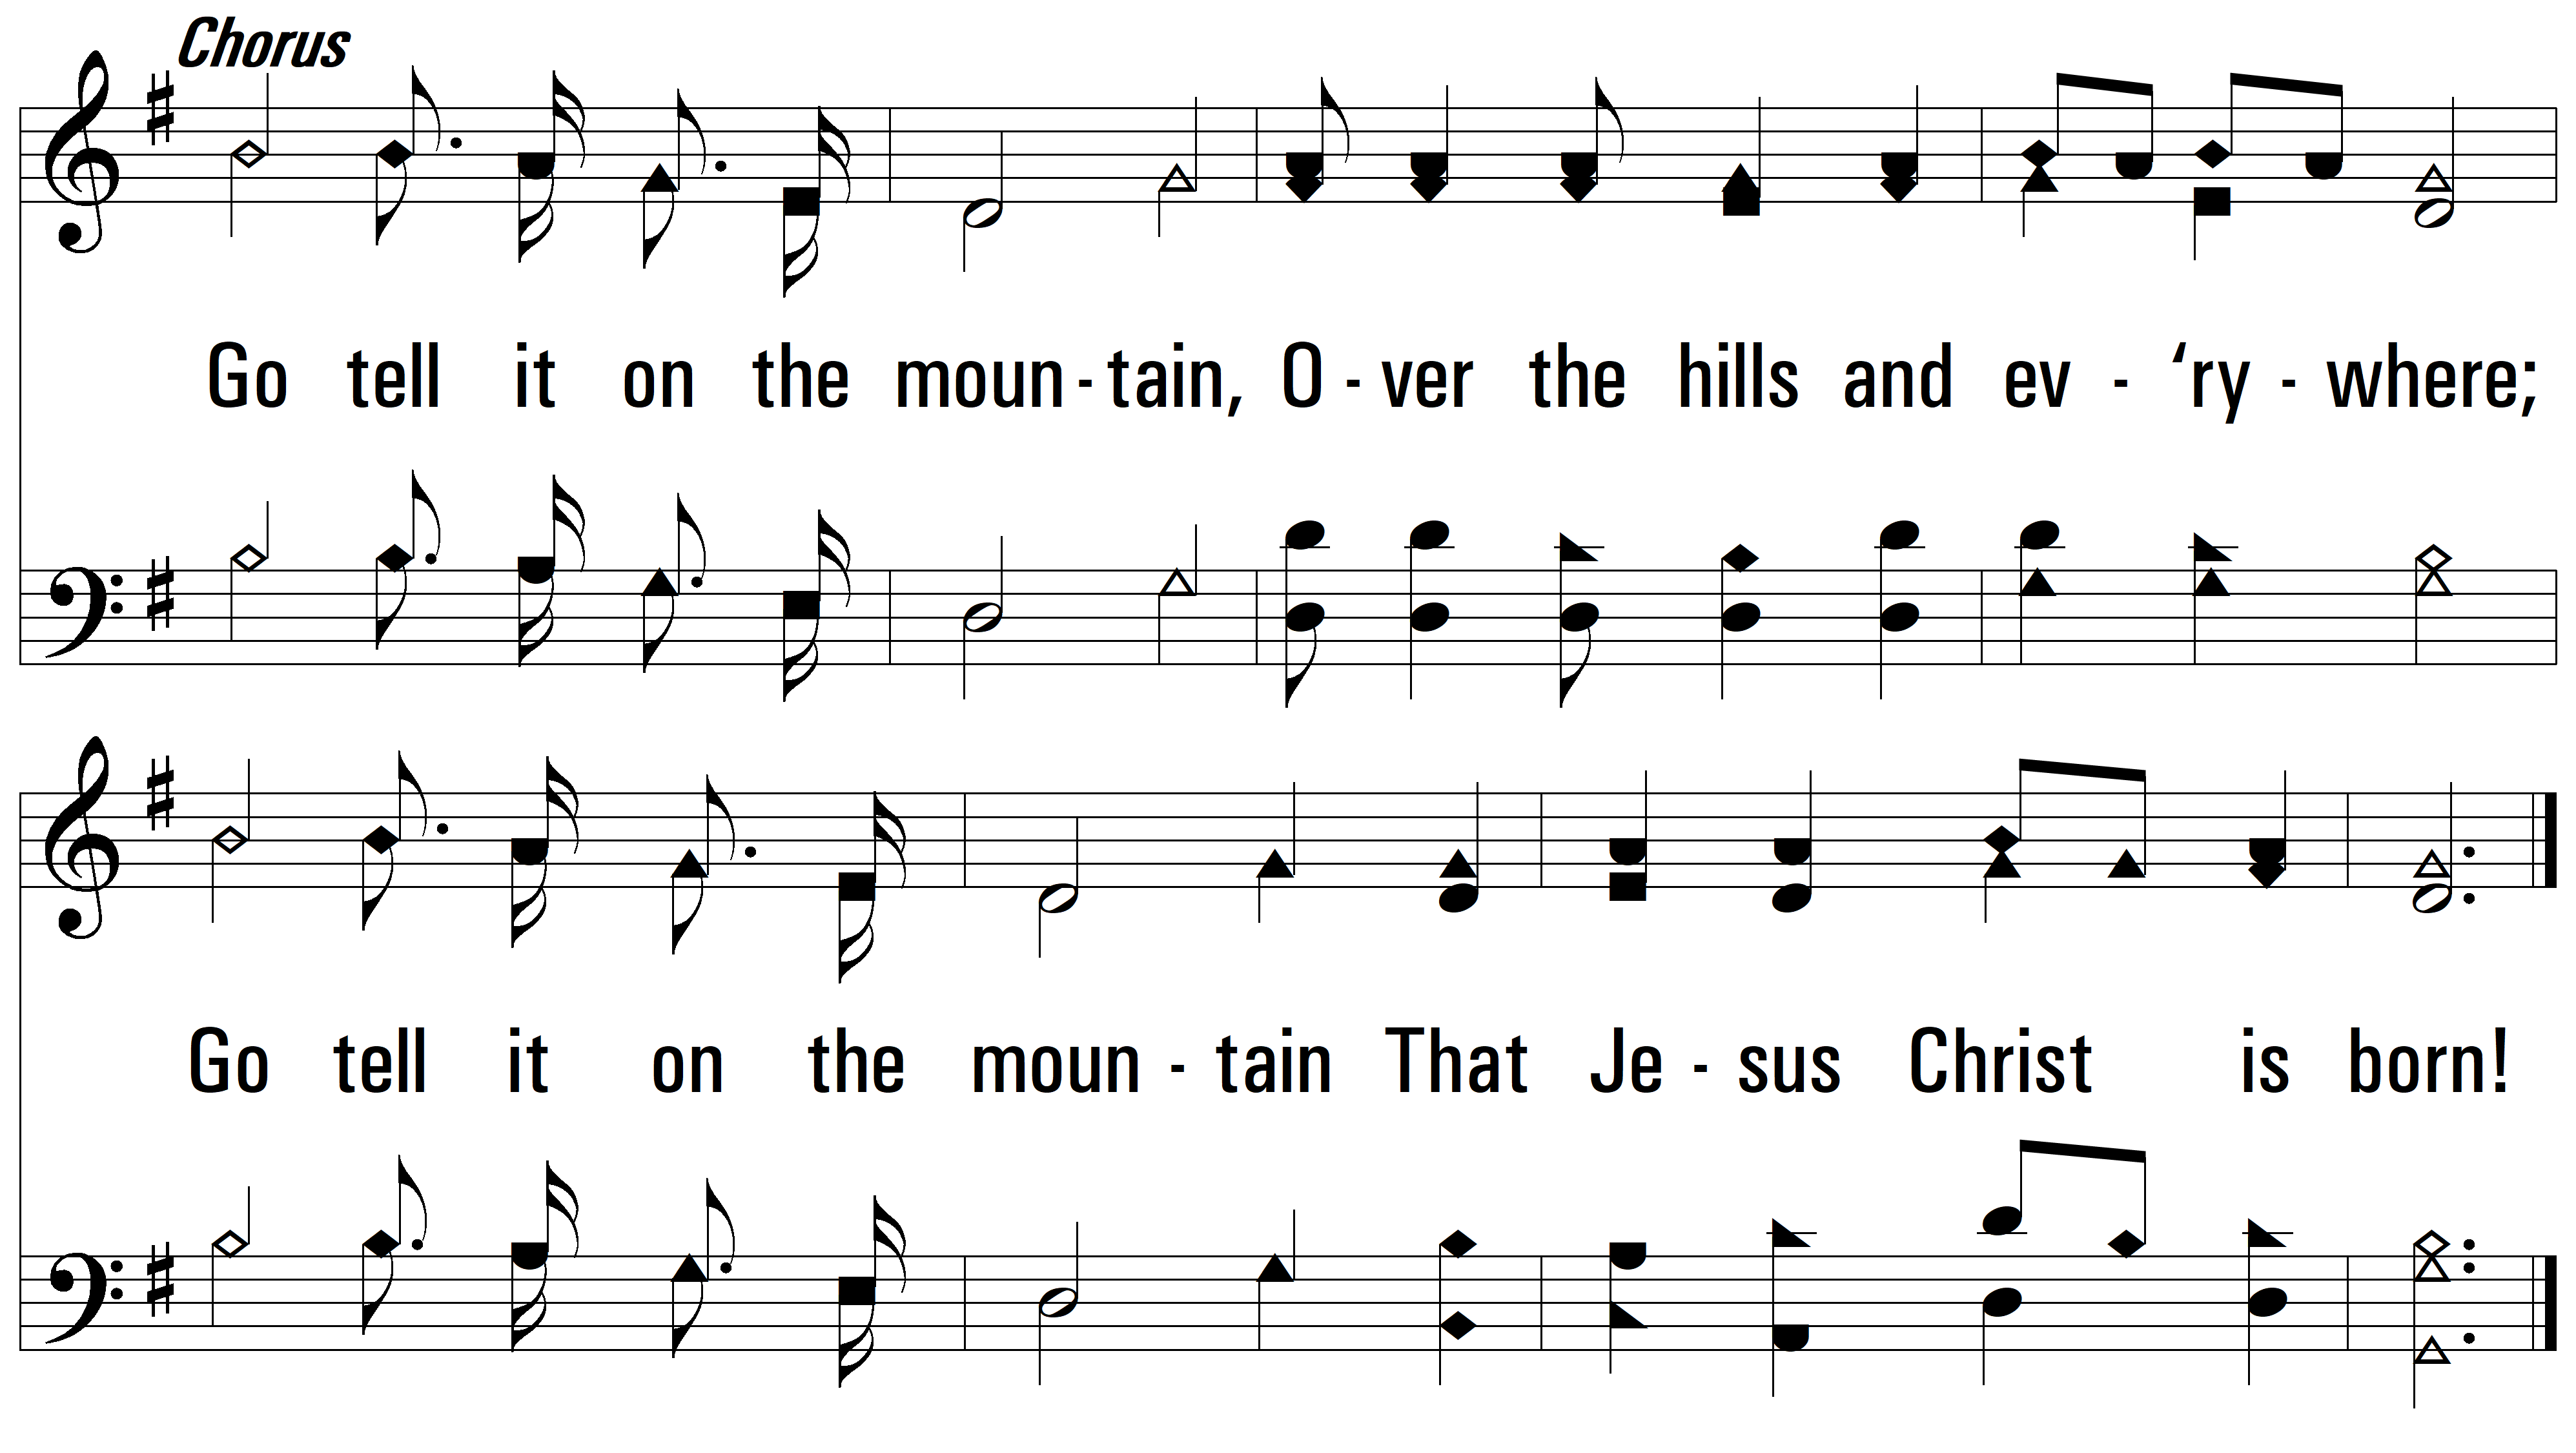 Chorus
Go tell it on the moun-tain, O-ver the hills and ev-‘ry-where;
Go tell it on the moun-tain That Je-sus Christ is born!